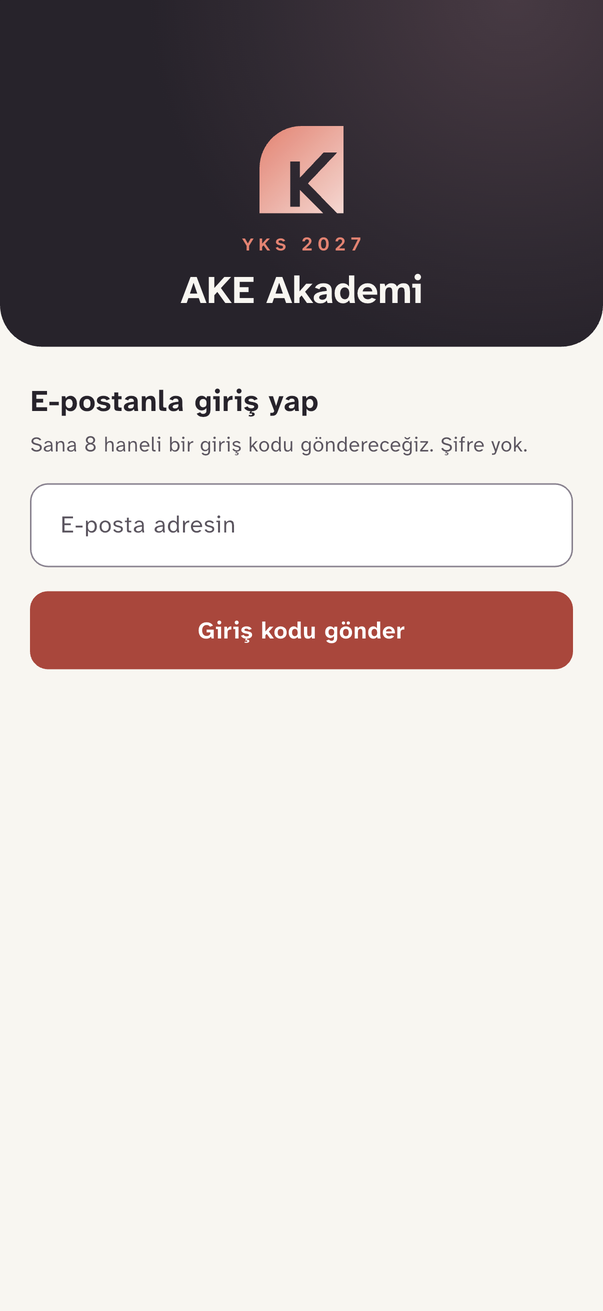 K
YKS 2027
AKE Akademi
E-postanla giriş yap
Sana 8 haneli bir giriş kodu göndereceğiz. Şifre yok.
E-posta adresin
Giriş kodu gönder